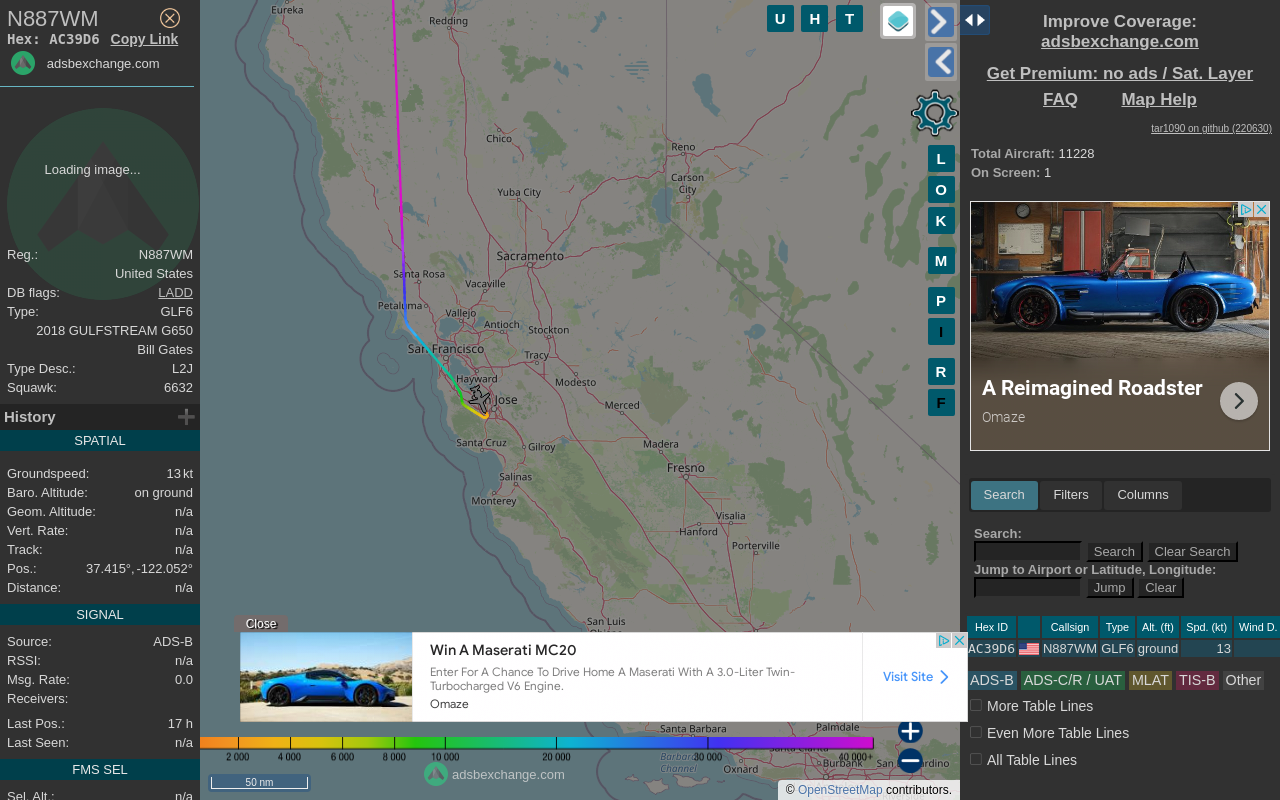 N887WM
Hex: AC39D6 Copy Link
adsbexchange.com
Loading image...
Reg.: N887WM
United States
DB flags: LADD
Type: GLF6
2018 GULFSTREAM G650
Bill Gates
Type Desc.: L2J
Squawk: 6632
History
SPATIAL
Groundspeed: 13 kt
Baro. Altitude: on ground
Geom. Altitude: n/a
Vert. Rate: n/a
Track: n/a
Pos.: 37.415°, -122.052°
Distance: n/a
SIGNAL
Source: ADS-B
RSSI: n/a
Msg. Rate: 0.0
Receivers:
Last Pos.: 17 h
Last Seen: n/a
FMS SEL
Sel. Alt.: n/a
Eureka
Redding
Chico
Reno
Carson
City
Yuba City
Sacramento
Santa Rosa
Vacaville
Petaluma
Vallejo
Antioch
Stockton
San Francisco
Tracy
Hayward
Modesto
Jose
Merced
Santa Cruz
Gilroy
Madera
Fresno
Salinas
Monterey
Visalia
Hanford
Porterville
San Luis
Santa Barbara
Palmdale
Burbank
Oxnard
Channel
U H T
L
O
K
M
P
I
R
F
Close
Win A Maserati MC20
Enter For A Chance To Drive Home A Maserati With A 3.0-Liter Twin-
Turbocharged V6 Engine.
Omaze
Visit Site
2 000 4 000 6 000 8 000 10 000 20 000 30 000 40 000+
adsbexchange.com
50 nm
© OpenStreetMap contributors.
Improve Coverage:
adsbexchange.com
Get Premium: no ads / Sat. Layer
FAQ Map Help
tar1090 on github (220630)
Total Aircraft: 11228
On Screen: 1
A Reimagined Roadster
Omaze
Search Filters Columns
Search:
Search Clear Search
Jump to Airport or Latitude, Longitude:
Jump Clear
Hex ID Callsign Type Alt. (ft) Spd. (kt) Wind D.
AC39D6 N887WM GLF6 ground 13
ADS-B ADS-C/R / UAT MLAT TIS-B Other
More Table Lines
Even More Table Lines
All Table Lines